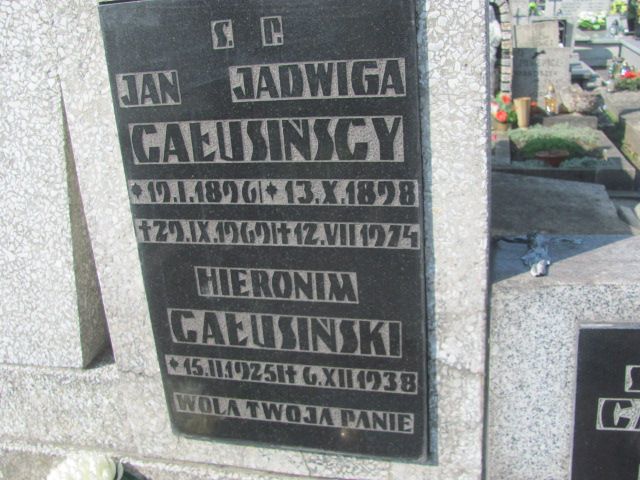 Ś. P.
JAN JADWIGA
GAŁUSIŃSCY
*19.I.1896 *13.X.1898
†29.IX.1969 †12.VII.1974
HIERONIM
GAŁUSIŃSKI
*15.II.1925 †6.XII.1938
WOLA TWOJA PANIE